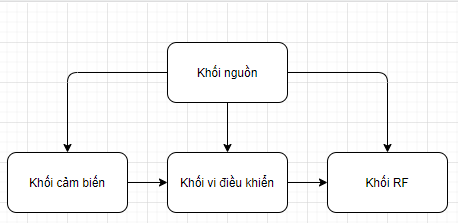 Khối nguồn
Khối cảm biến
Khối vi điều khiển
Khối RF